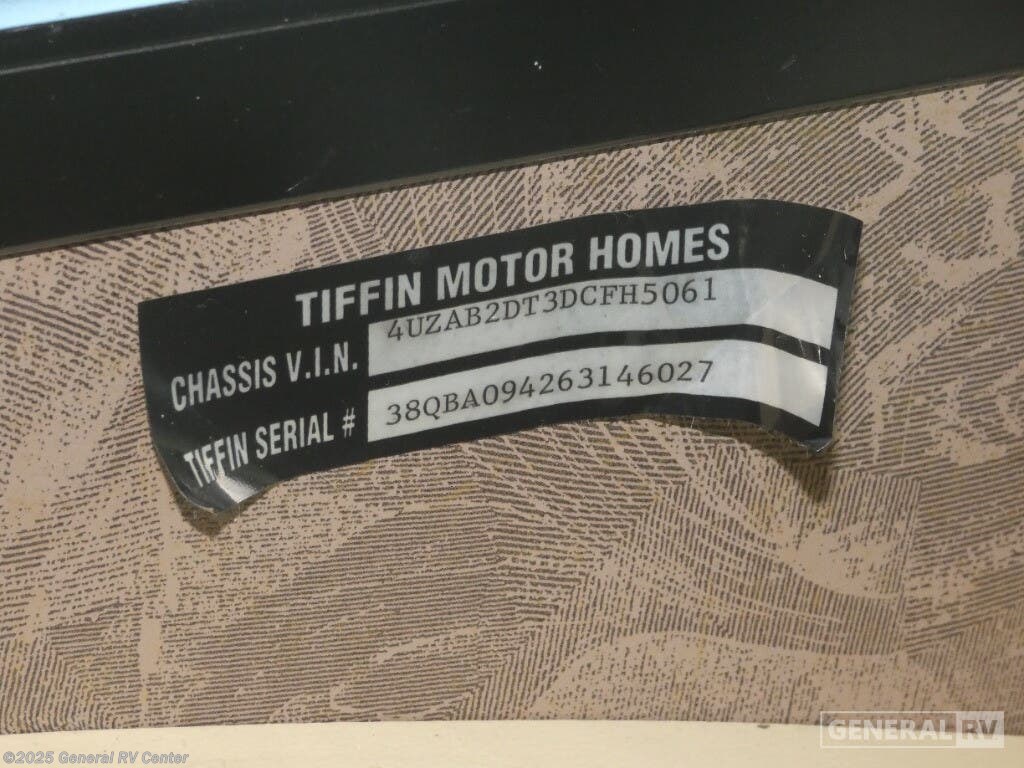 TIFFIN MOTOR HOMES
CHASSIS V.I.N. 4UZAB2DT3DCFH5061
TIFFIN SERIAL # 38QBA094263146027
GENERAL RV
©2025 General RV Center